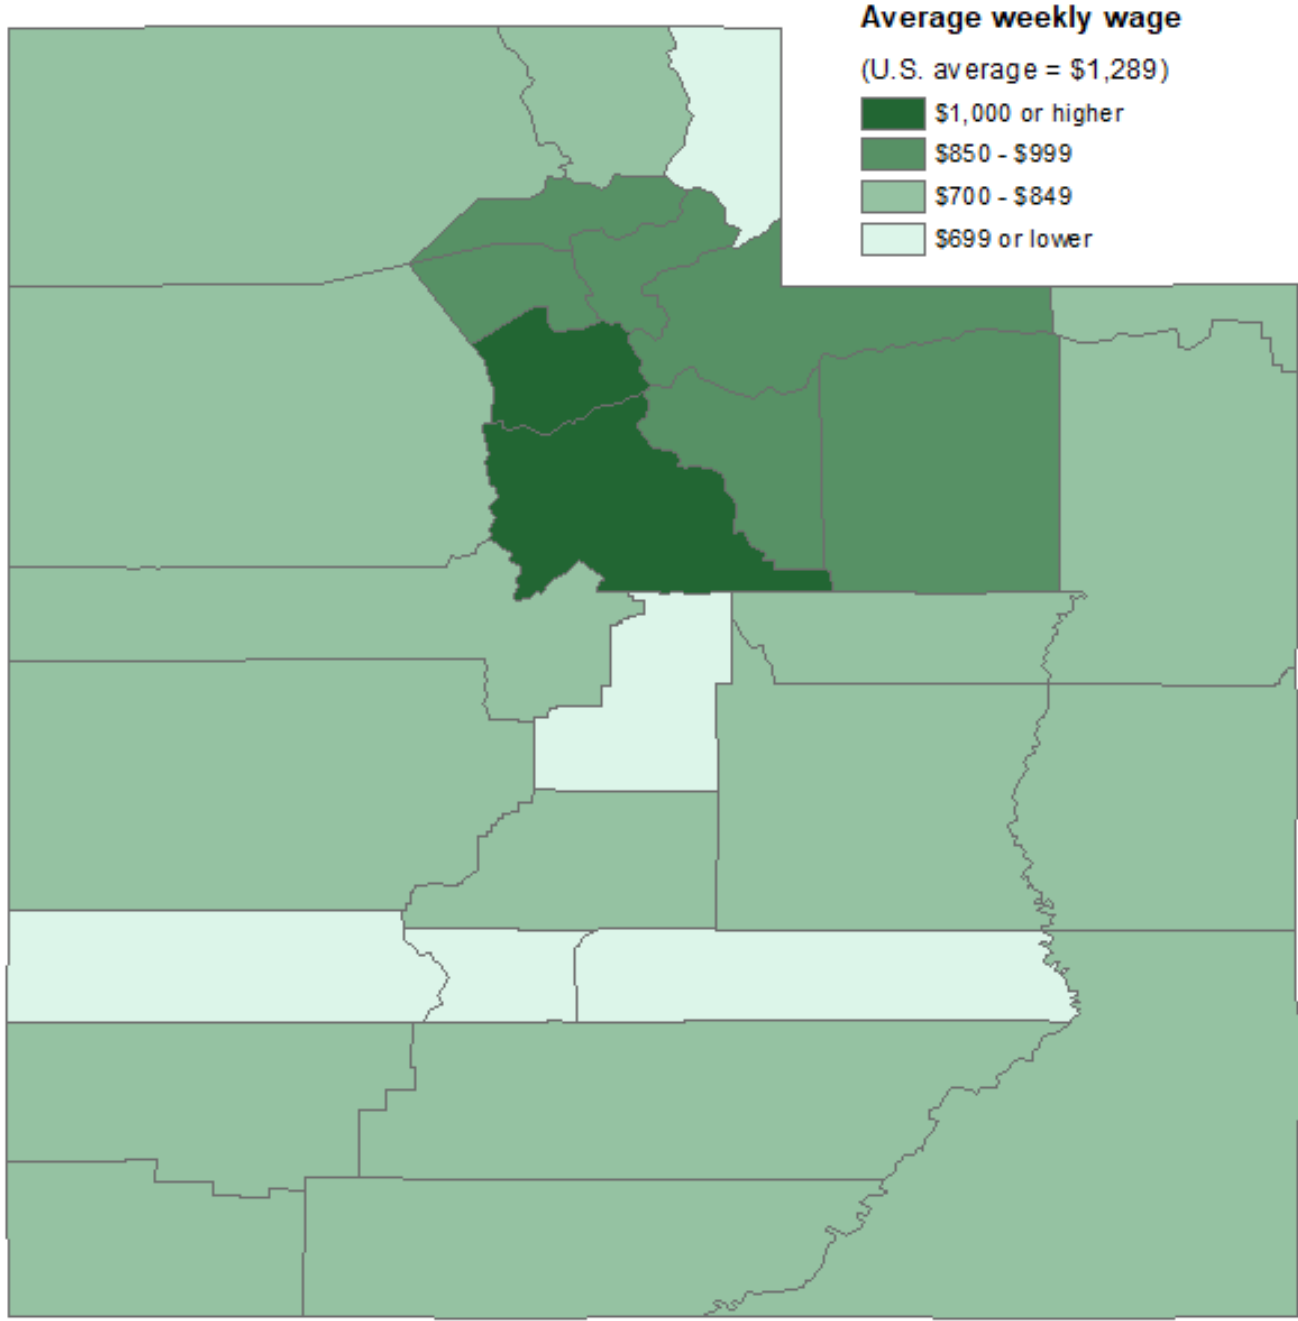 Average weekly wage
(U.S. average = $1,289)
$1,000 or higher
$850 - $999
$700 - $849
$699 or lower